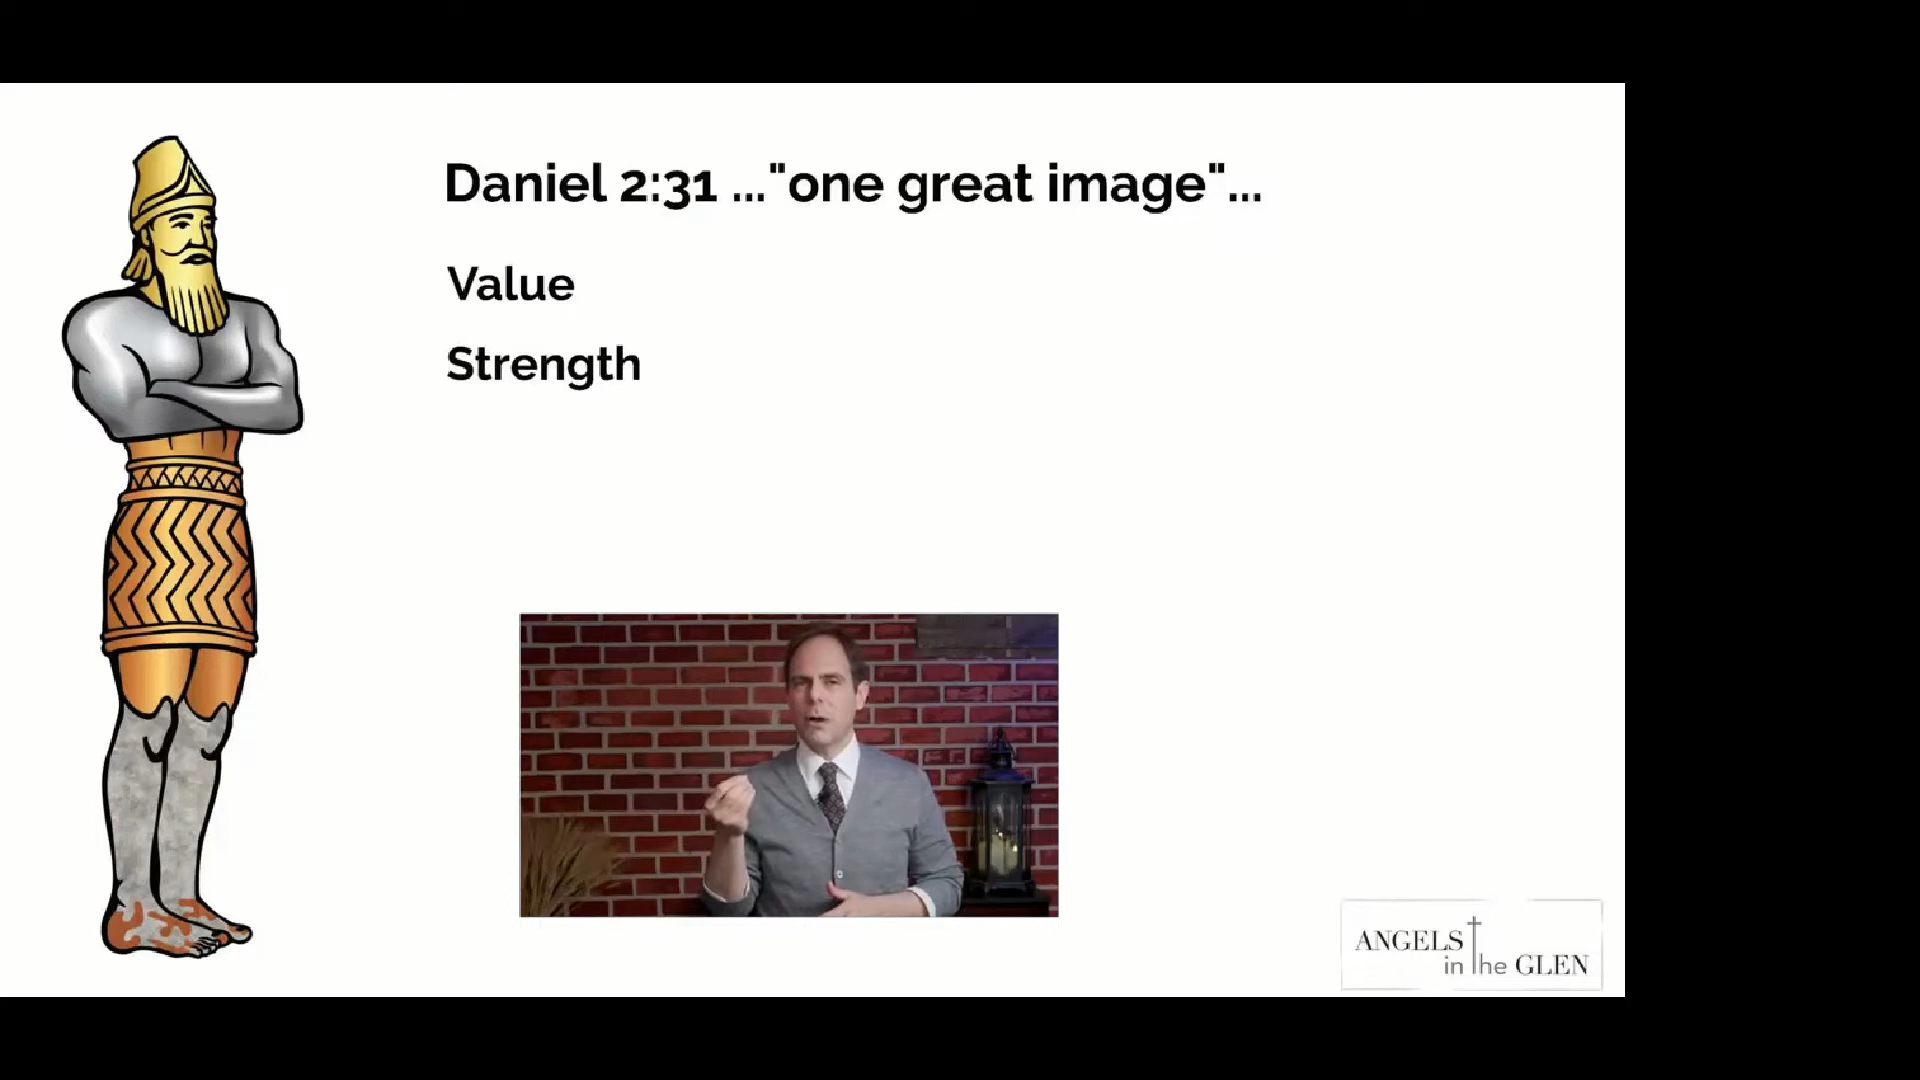 Daniel 2:31 ..."one great image"...
Value
Strength
ANGELS
in the GLEN